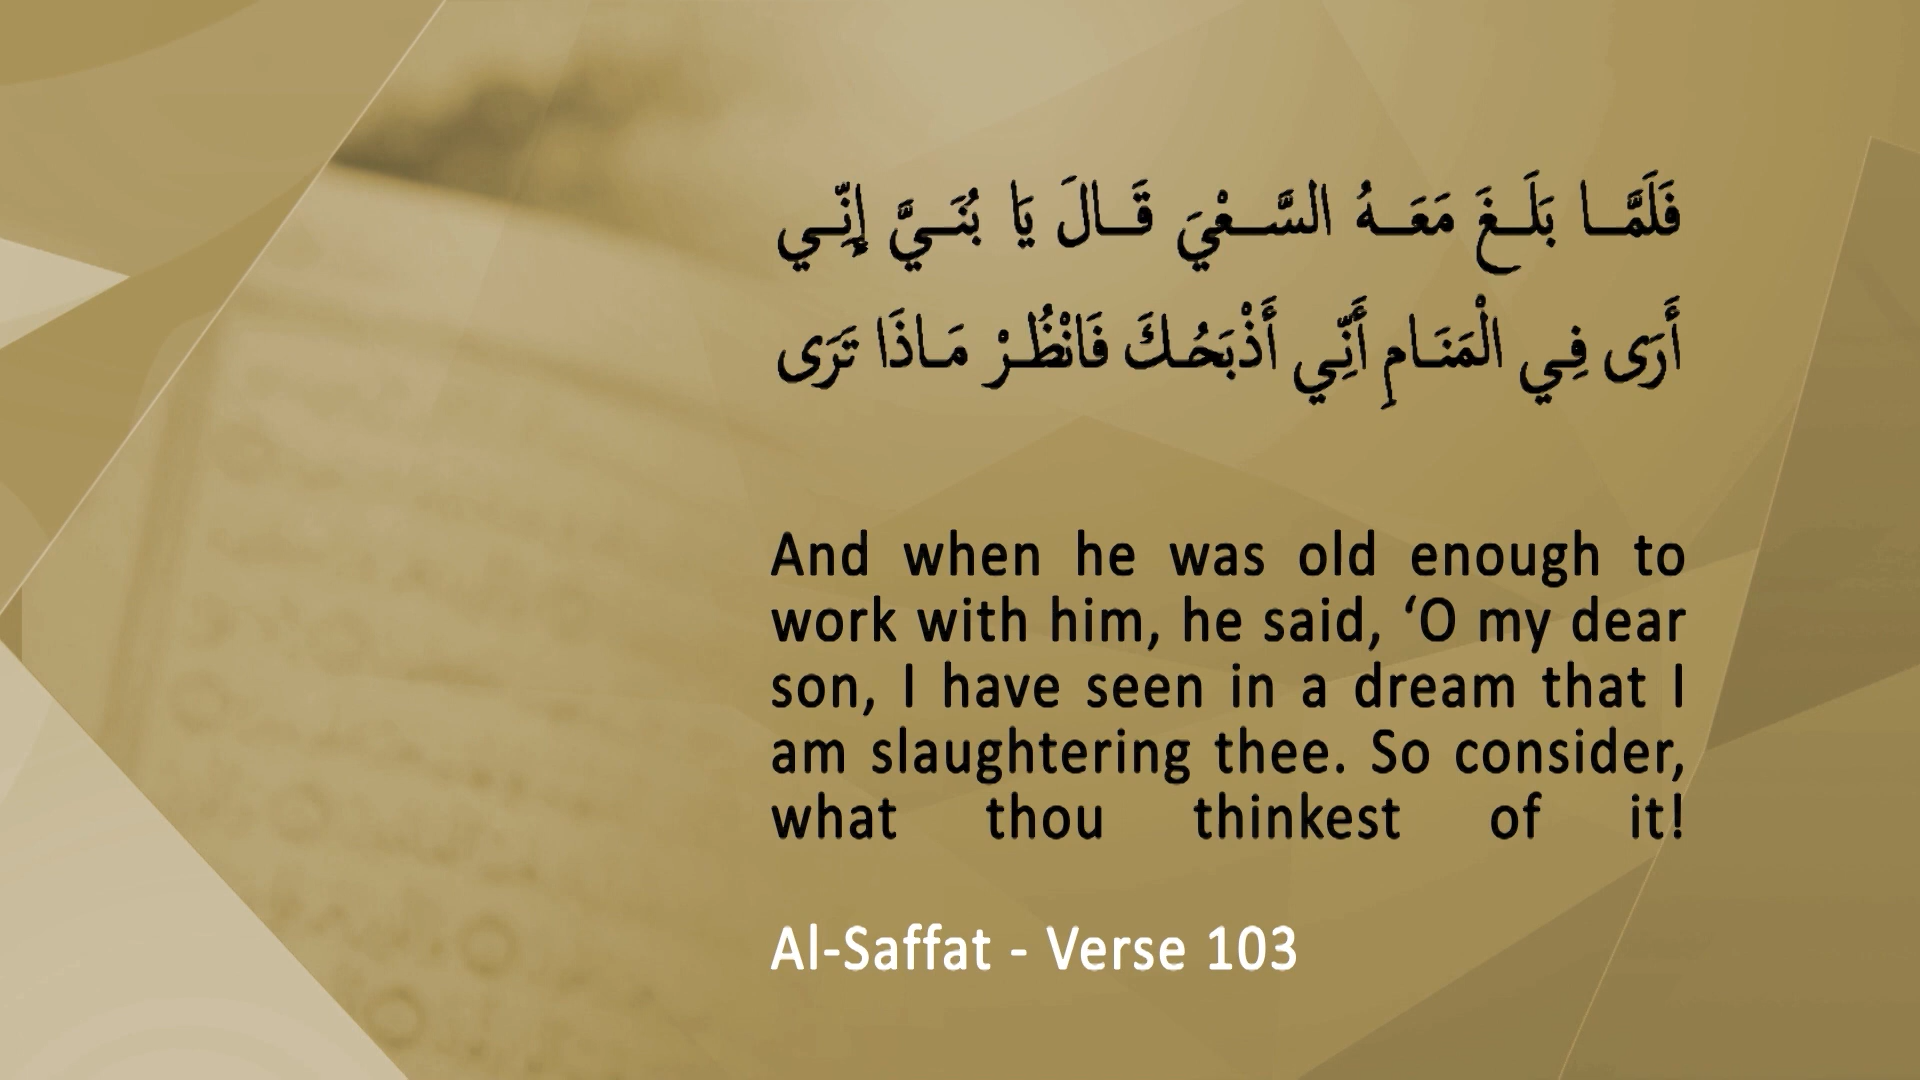 فَلَمَّا بَلَغَ مَعَهُ السَّعْيَ قَالَ يَا بُنَيَّ إِنِّي
أَرَى فِي الْمَنَامِ أَنِّي أَذْبَحُكَ فَانْظُرْ مَاذَا تَرَى
And when he was old enough to
work with him, he said, ‘O my dear
son, I have seen in a dream that I
am slaughtering thee. So consider,
what thou thinkest of it!
Al-Saffat - Verse 103